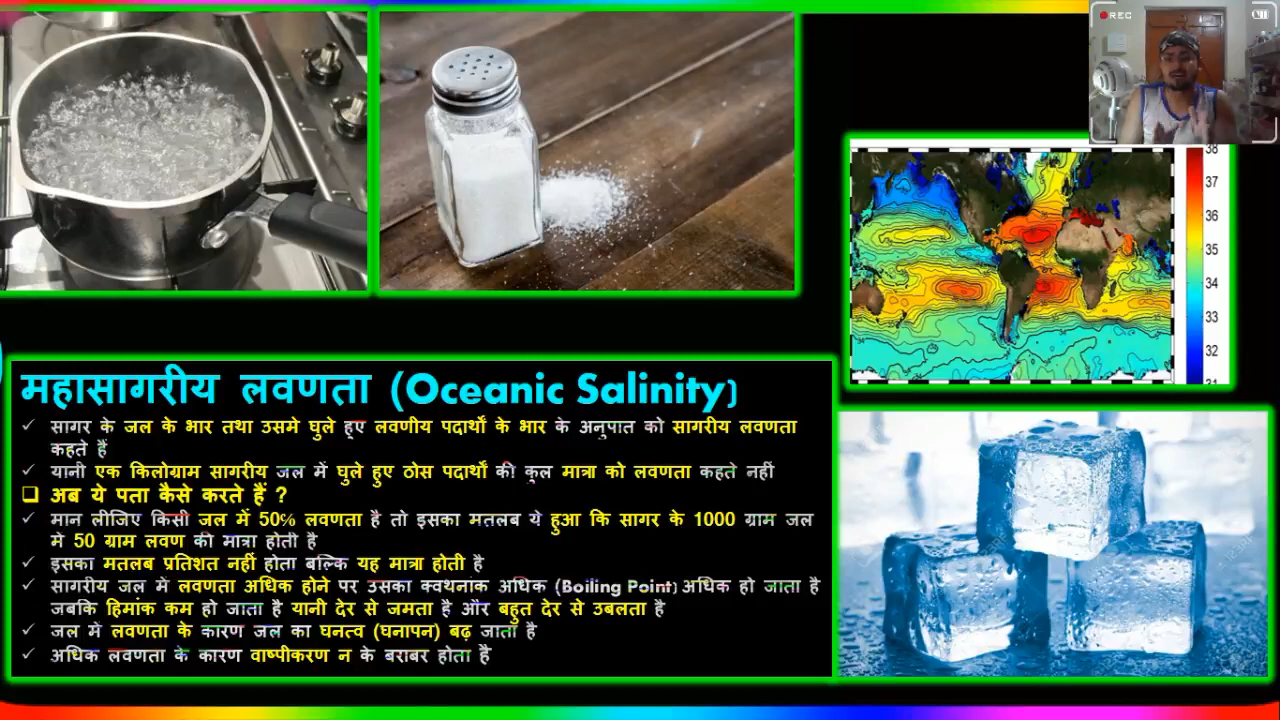 REC
38
37
36
35
34
33
32
महासागरीय लवणता (Oceanic Salinity)
✓ सागर के जल के भार तथा उसमे घुले हूए लवणीय पदार्थों के भार के अनुपात को सागरीय लवणता
कहते हैं
✓ यानी एक किलोग्राम सागरीय जल में घुले हुए ठोस पदार्थों की कुल मात्रा को लवणता कहते नहीं
❑ अब ये पता कैसे करते हैं ?
✓ मान लीजिए किसी जल में 50% लवणता है तो इसका मतलब ये हुआ कि सागर के 1000 ग्राम जल
मे 50 ग्राम लवण की मात्रा होती है
✓ इसका मतलब प्रतिशत नहीं होता बल्कि यह मात्रा होती है
✓ सागरीय जल में लवणता अधिक होने पर उसका क्वथनांक अधिक (Boiling Point) अधिक हो जाता है
जबकि हिमांक कम हो जाता है यानी देर से जमता है और बहुत देर से उबलता है
✓ जल में लवणता के कारण जल का घनत्व (घनापन) बढ़ जाता है
✓ अधिक लवणता के कारण वाष्पीकरण न के बराबर होता है